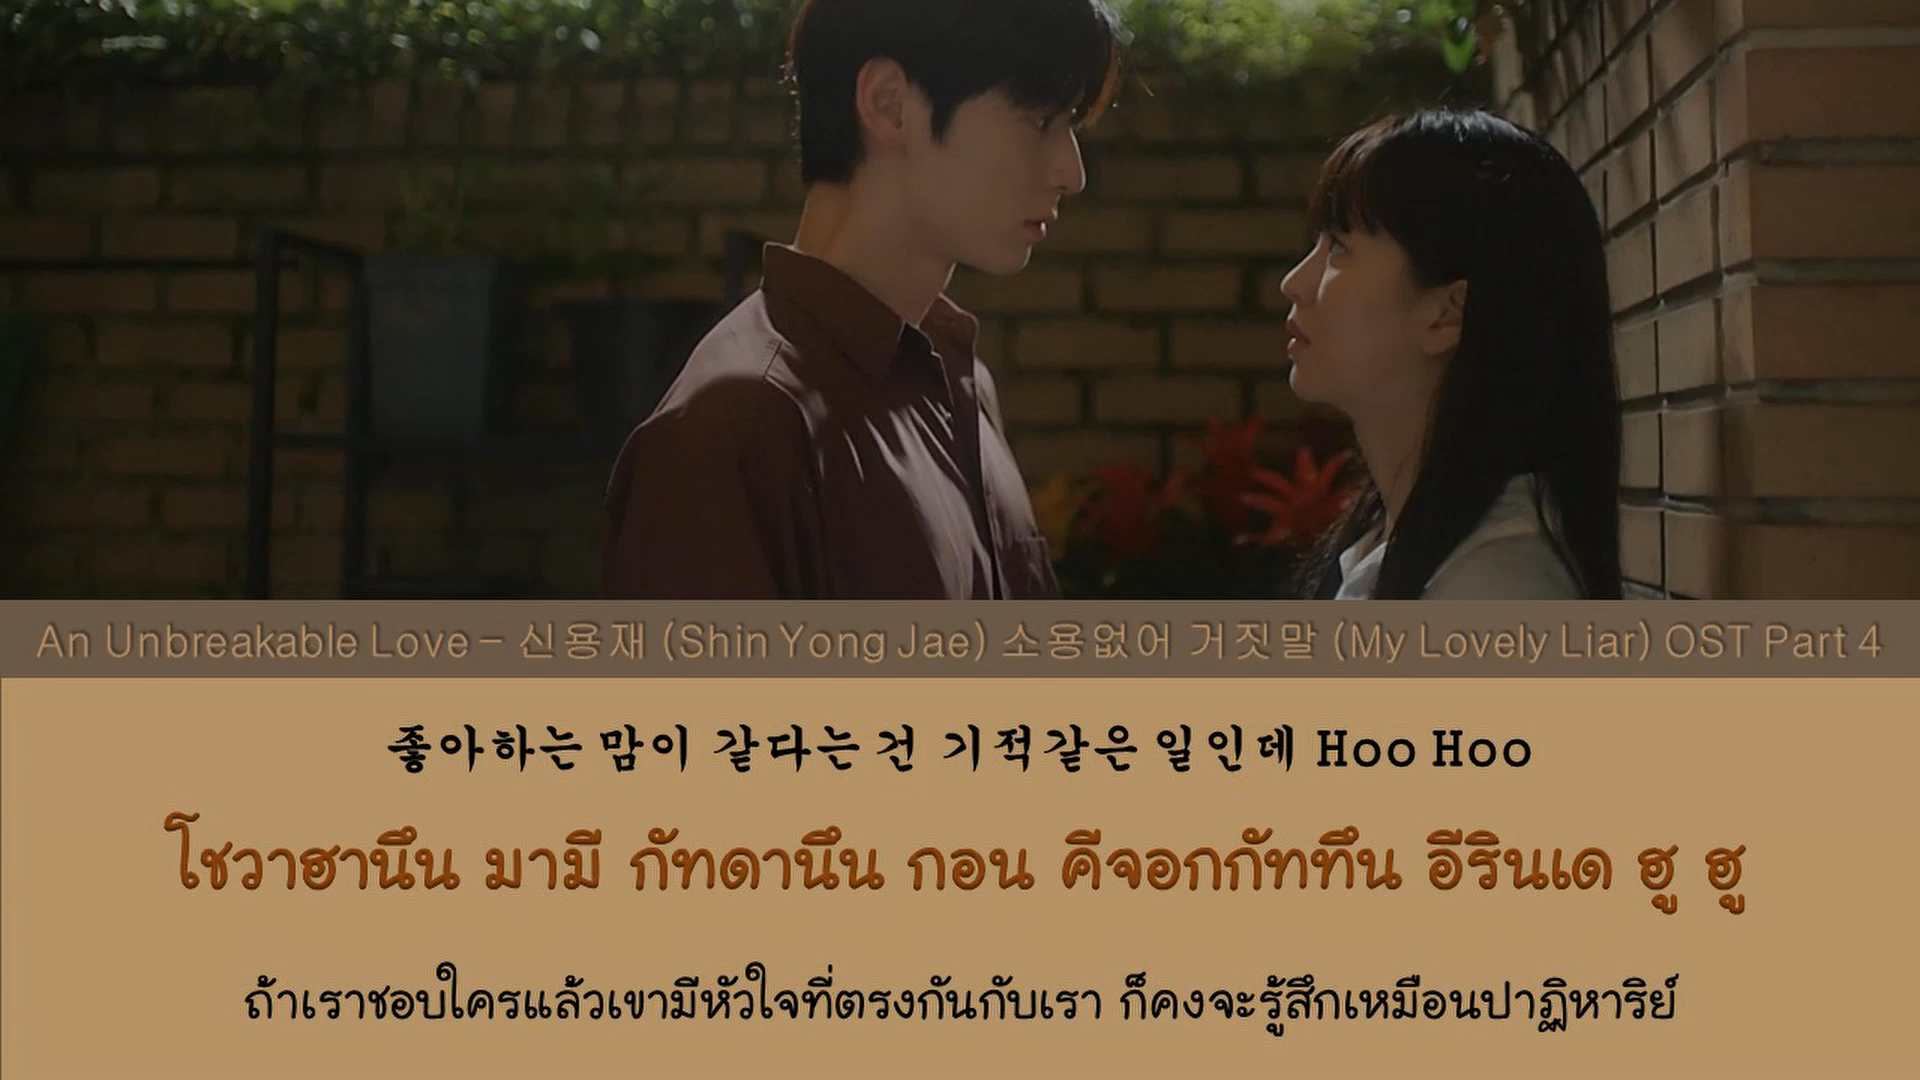 An Unbreakable Love – 신용재 (Shin Yong Jae) 소용없어 거짓말 (My Lovely Liar) OST Part 4
좋아하는 맘이 같다는 건 기적같은 일인데 Hoo Hoo
โชวาฮานึน มามี กัทดานึน กอน คีจอกกัททึน อีรินเด ฮู ฮู
ถ้าเราชอบใครแล้วเขามีหัวใจที่ตรงกันกับเรา ก็คงจะรู้สึกเหมือนปาฏิหาริย์